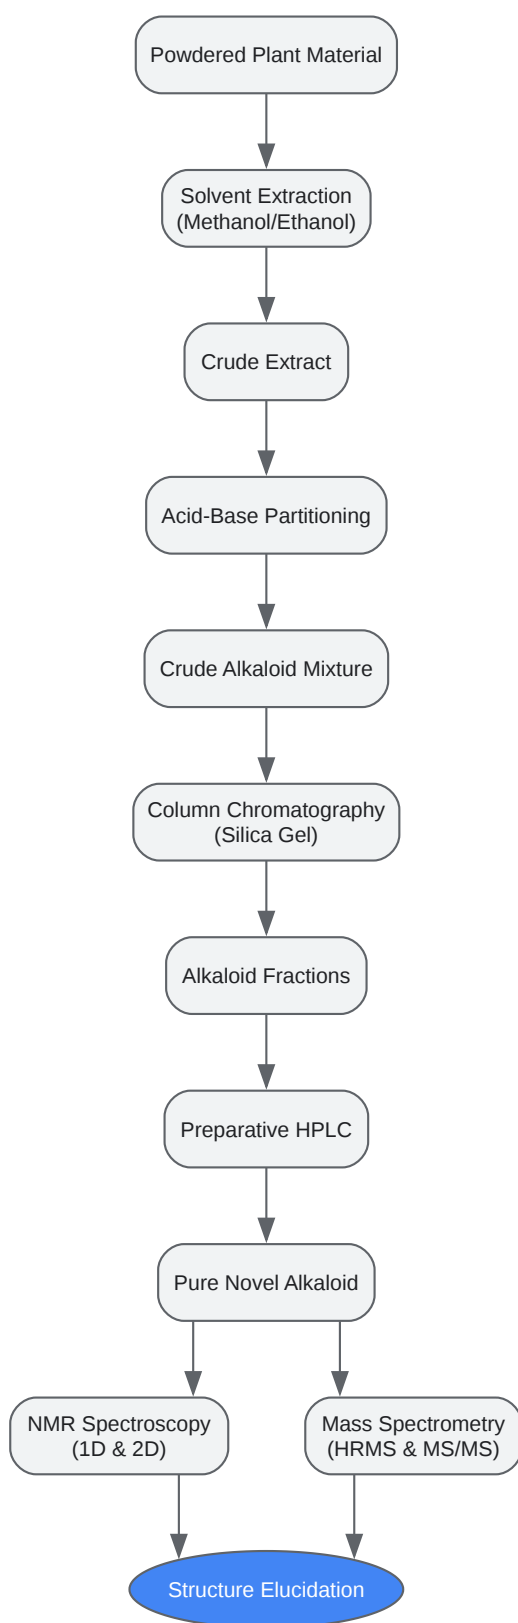 Powdered Plant Material
Solvent Extraction
(Methanol/Ethanol)
Crude Extract
Acid-Base Partitioning
Crude Alkaloid Mixture
Column Chromatography
(Silica Gel)
Alkaloid Fractions
Preparative HPLC
Pure Novel Alkaloid
NMR Spectroscopy
(1D & 2D)
Mass Spectrometry
(HRMS & MS/MS)
Structure Elucidation